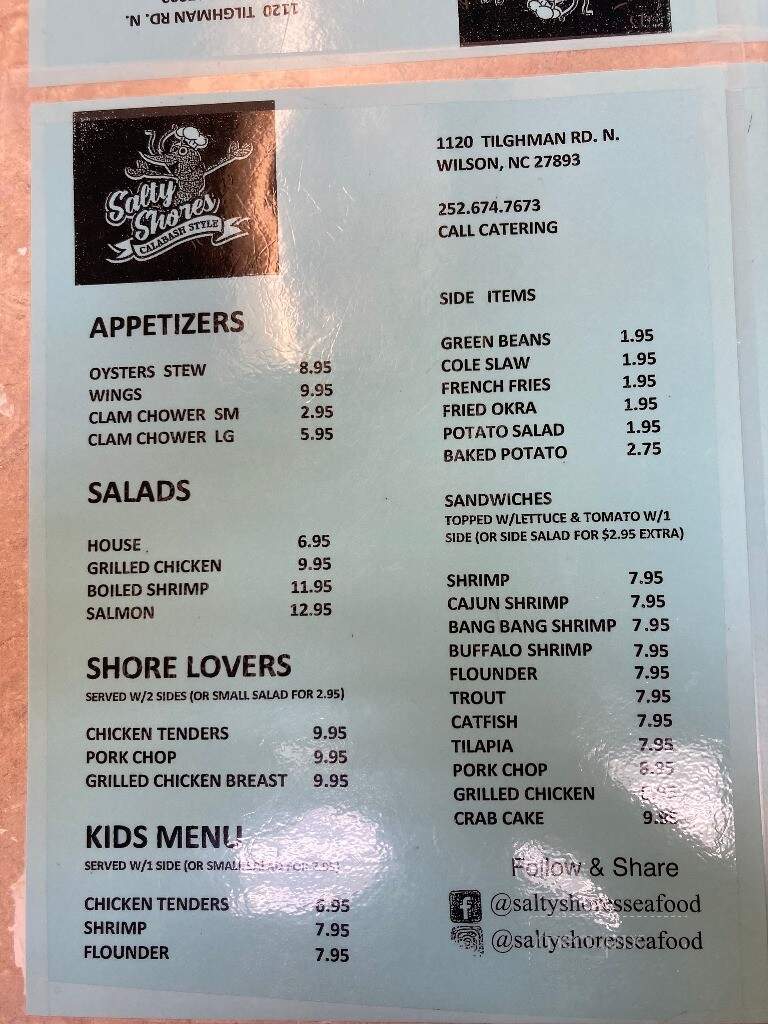 1120 TILGHMAN RD. N.
Salty
Shores
CALABASH STYLE
1120 TILGHMAN RD. N.
WILSON, NC 27893
252.674.7673
CALL CATERING
APPETIZERS
OYSTERS STEW 8.95
WINGS 9.95
CLAM CHOWER SM 2.95
CLAM CHOWER LG 5.95
SALADS
HOUSE 6.95
GRILLED CHICKEN 9.95
BOILED SHRIMP 11.95
SALMON 12.95
SHORE LOVERS
SERVED W/2 SIDES (OR SMALL SALAD FOR 2.95)
CHICKEN TENDERS 9.95
PORK CHOP 9.95
GRILLED CHICKEN BREAST 9.95
KIDS MENU
SERVED W/1 SIDE (OR SMALL SALAD FOR 2.95)
CHICKEN TENDERS 6.95
SHRIMP 7.95
FLOUNDER 7.95
SIDE ITEMS
GREEN BEANS 1.95
COLE SLAW 1.95
FRENCH FRIES 1.95
FRIED OKRA 1.95
POTATO SALAD 1.95
BAKED POTATO 2.75
SANDWICHES
TOPPED W/LETTUCE & TOMATO W/1
SIDE (OR SIDE SALAD FOR $2.95 EXTRA)
SHRIMP 7.95
CAJUN SHRIMP 7.95
BANG BANG SHRIMP 7.95
BUFFALO SHRIMP 7.95
FLOUNDER 7.95
TROUT 7.95
CATFISH 7.95
TILAPIA 7.95
PORK CHOP
GRILLED CHICKEN
CRAB CAKE
Follow & Share
@saltyshoresseafood
@saltyshoresseafood